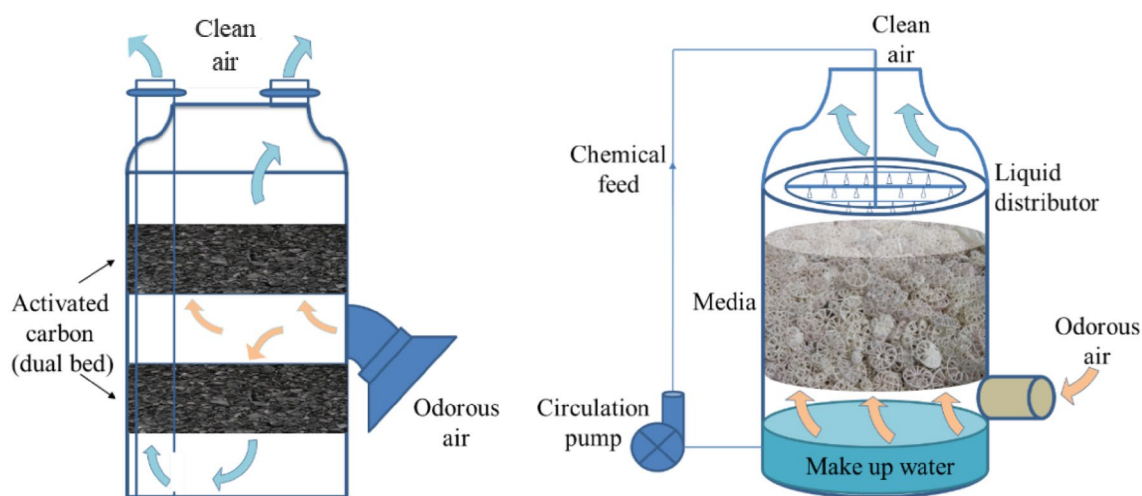 Clean
air
Activated
carbon
(dual bed)
Odorous
air
Clean
air
Chemical
feed
Liquid
distributor
Media
Odorous
air
Circulation
pump
Make up water